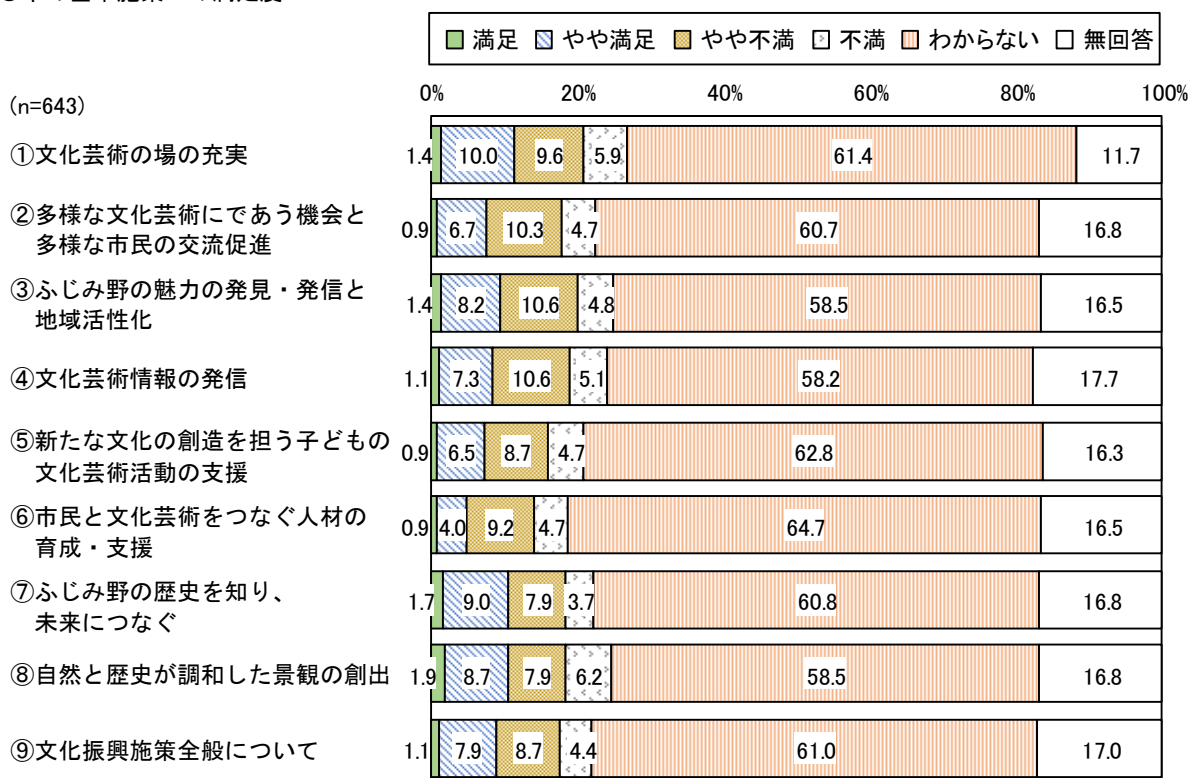 満足 やや満足 やや不満 不満 わからない 無回答
(n=643)
0% 20% 40% 60% 80% 100%
①文化芸術の場の充実 1.4 10.0 9.6 5.9 61.4 11.7
②多様な文化芸術にであう機会と
多様な市民の交流促進 0.9 6.7 10.3 4.7 60.7 16.8
③ふじみ野の魅力の発見・発信と
地域活性化 1.4 8.2 10.6 4.8 58.5 16.5
④文化芸術情報の発信 1.1 7.3 10.6 5.1 58.2 17.7
⑤新たな文化の創造を担う子どもの
文化芸術活動の支援 0.9 6.5 8.7 4.7 62.8 16.3
⑥市民と文化芸術をつなぐ人材の
育成・支援 0.9 4.0 9.2 4.7 64.7 16.5
⑦ふじみ野の歴史を知り、
未来につなぐ 1.7 9.0 7.9 3.7 60.8 16.8
⑧自然と歴史が調和した景観の創出 1.9 8.7 7.9 6.2 58.5 16.8
⑨文化振興施策全般について 1.1 7.9 8.7 4.4 61.0 17.0